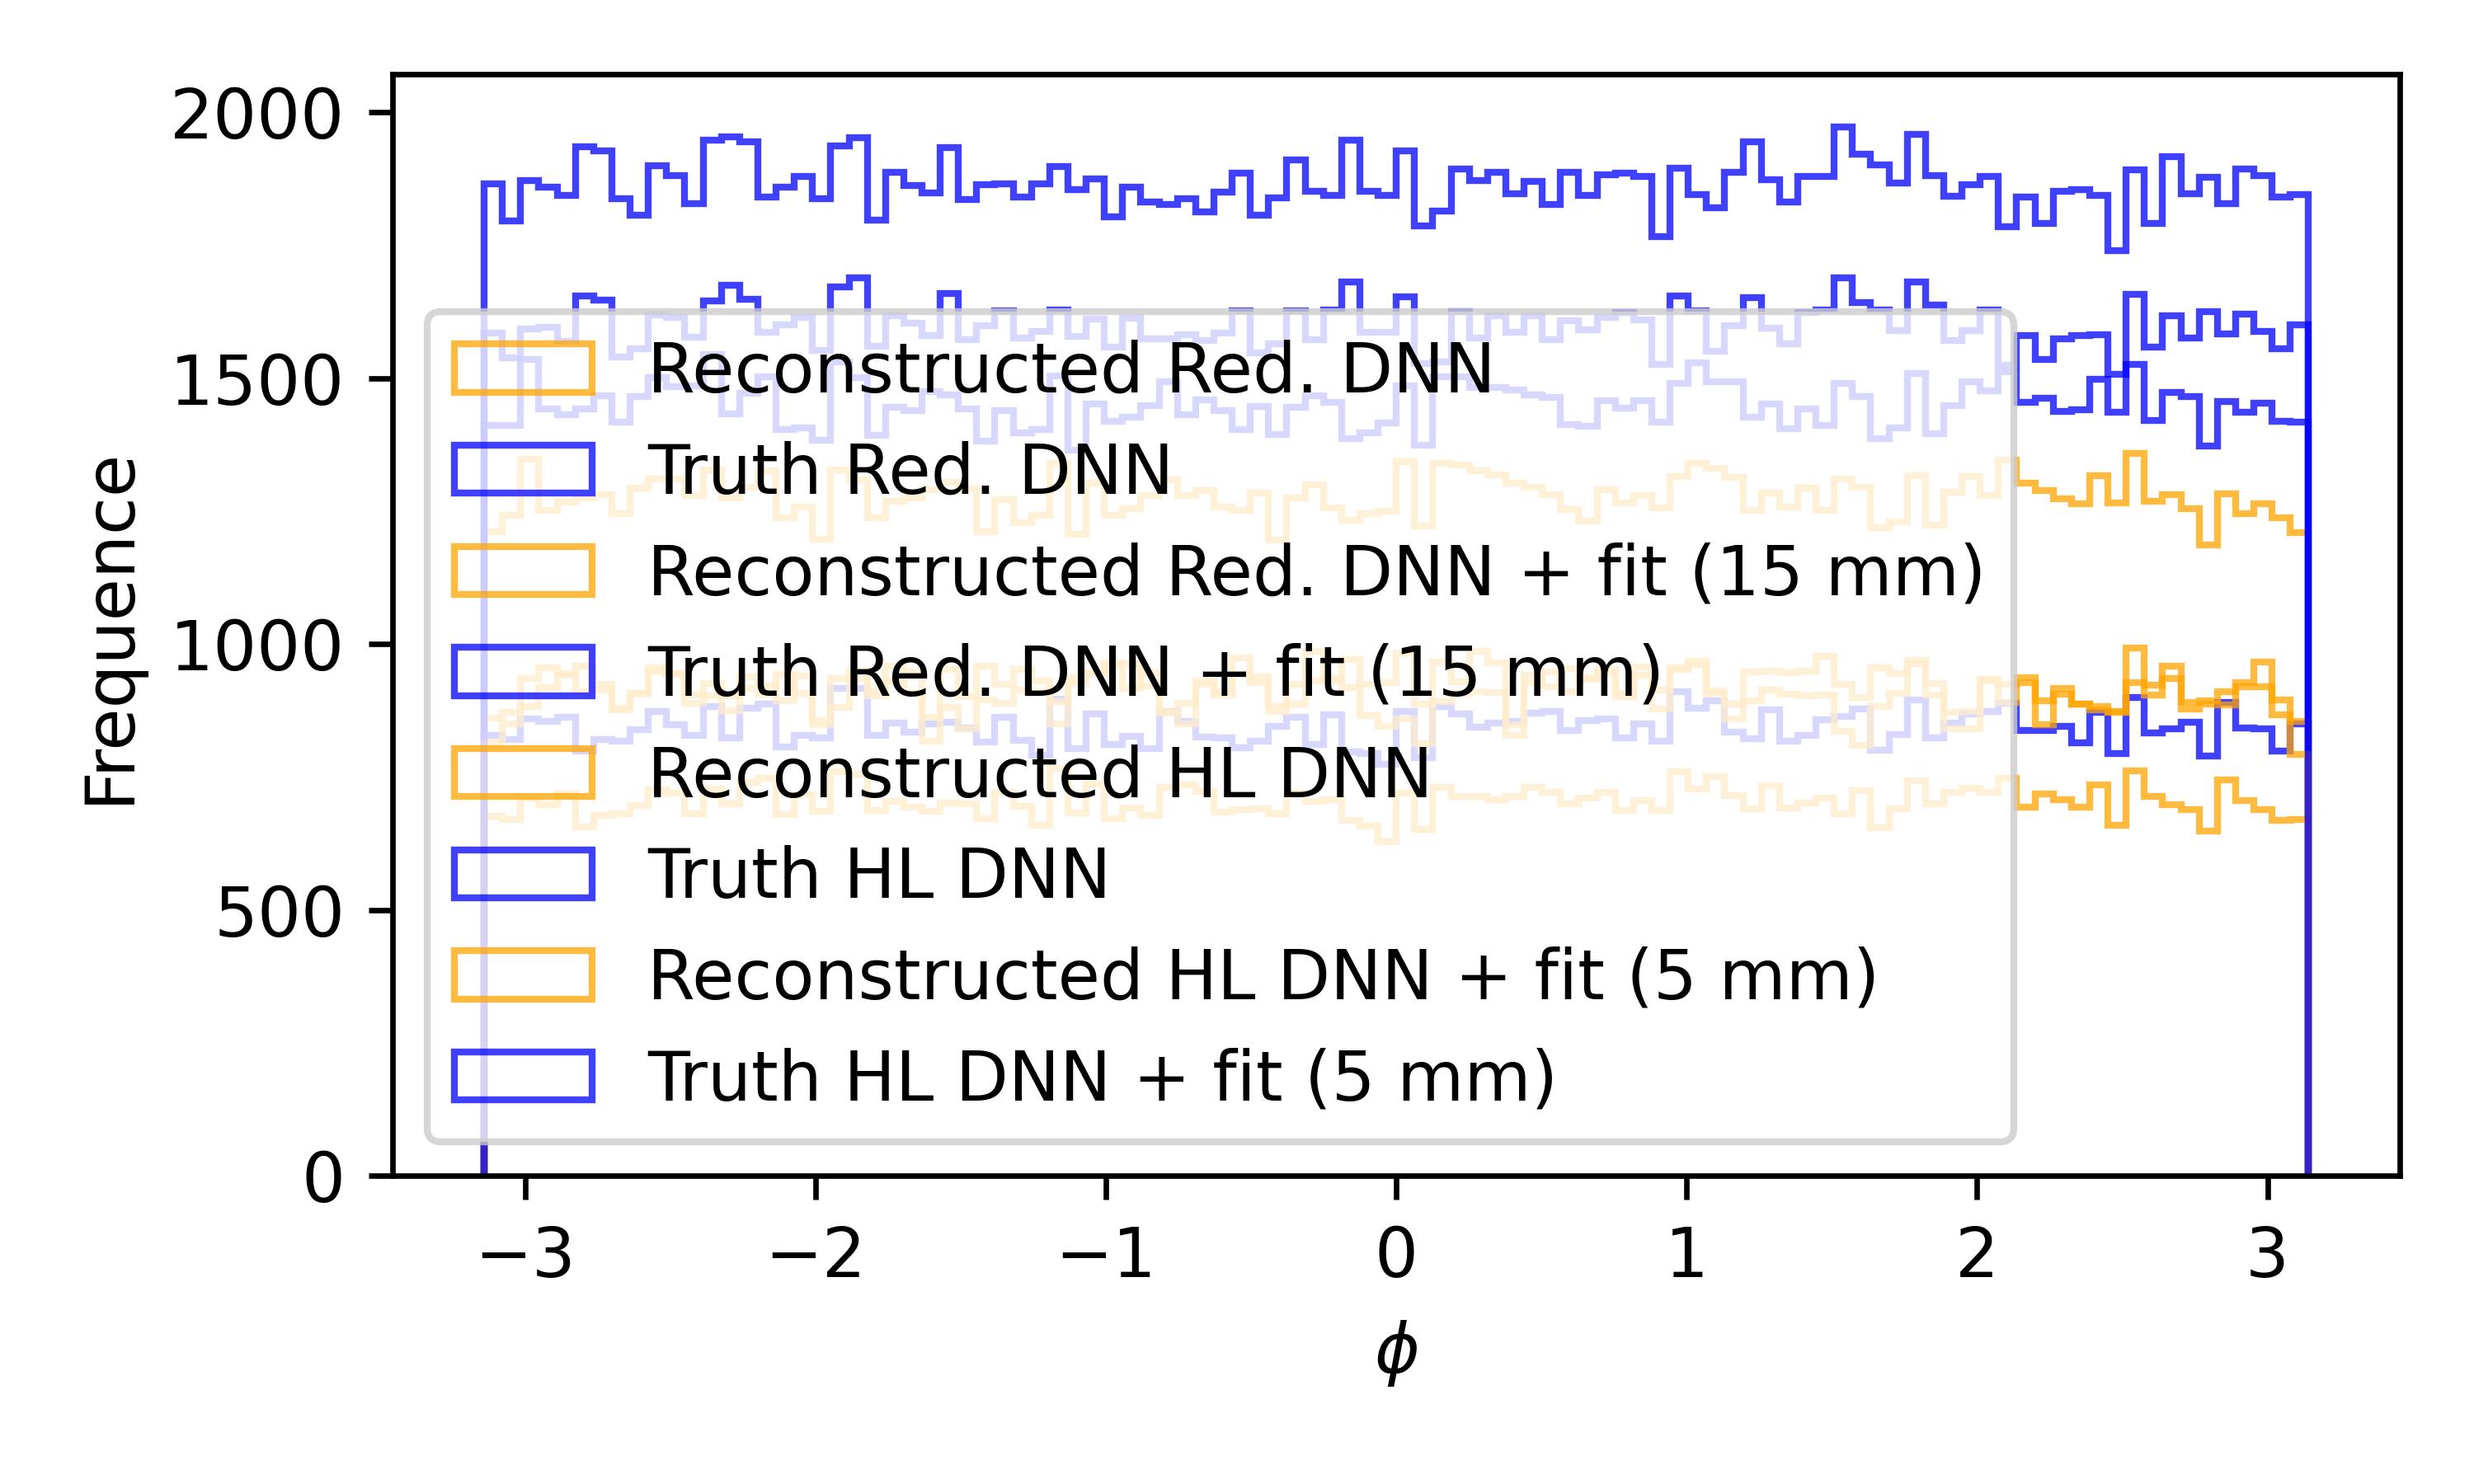 2000
1500
1000
500
0
Frequence
Reconstructed Red. DNN
Truth Red. DNN
Reconstructed Red. DNN + fit (15 mm)
Truth Red. DNN + fit (15 mm)
Reconstructed HL DNN
Truth HL DNN
Reconstructed HL DNN + fit (5 mm)
Truth HL DNN + fit (5 mm)
−3 −2 −1 0 1 2 3
ϕ